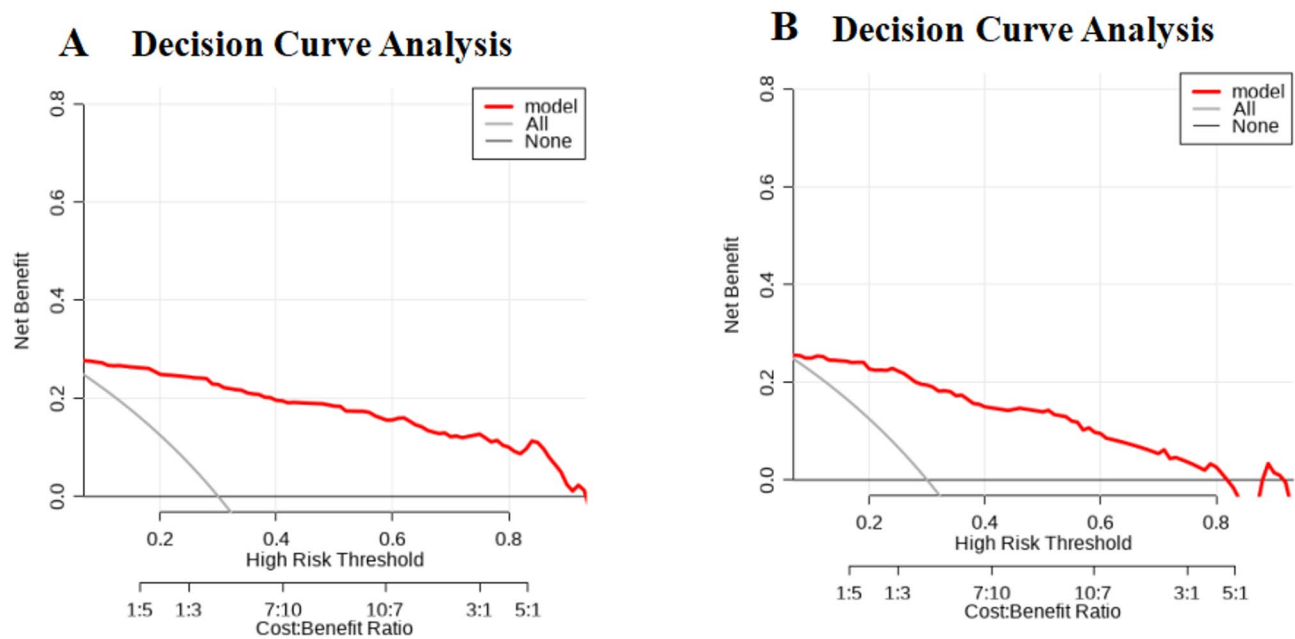 A Decision Curve Analysis
model
All
None
0.8
0.6
0.4
0.2
0.0
Net Benefit
0.2 0.4 0.6 0.8
High Risk Threshold
1:5 1:3 7:10 10:7 3:1 5:1
Cost:Benefit Ratio
B Decision Curve Analysis
model
All
None
0.8
0.6
0.4
0.2
0.0
Net Benefit
0.2 0.4 0.6 0.8
High Risk Threshold
1:5 1:3 7:10 10:7 3:1 5:1
Cost:Benefit Ratio